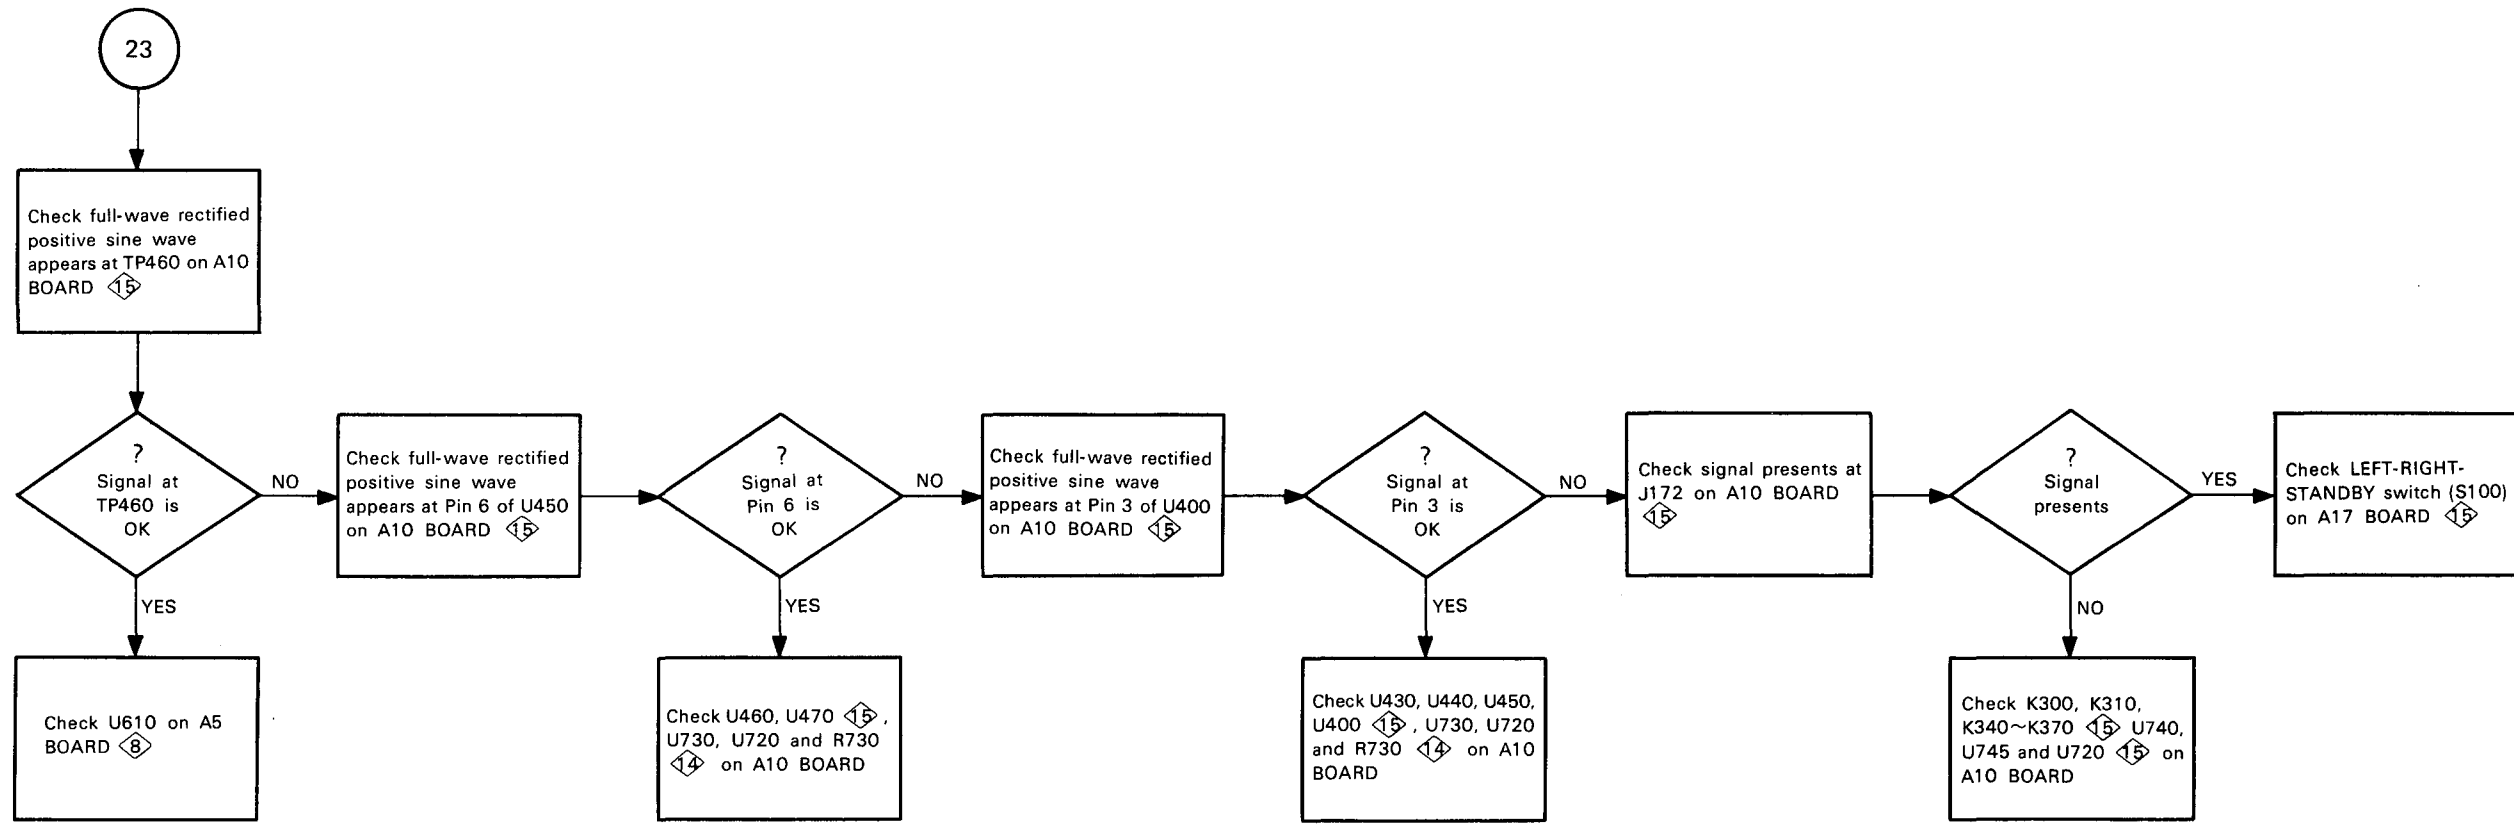 23
Check full-wave rectified
positive sine wave
appears at TP460 on A10
BOARD 15
?
Signal at
TP460 is
OK
NO
YES
Check U610 on A5
BOARD 8
Check full-wave rectified
positive sine wave
appears at Pin 6 of U450
on A10 BOARD 15
?
Signal at
Pin 6 is
OK
NO
YES
Check U460, U470 15 ,
U730, U720 and R730
14 on A10 BOARD
Check full-wave rectified
positive sine wave
appears at Pin 3 of U400
on A10 BOARD 15
?
Signal at
Pin 3 is
OK
NO
YES
Check U430, U440, U450,
U400 15 , U730, U720
and R730 14 on A10
BOARD
Check signal presents at
J172 on A10 BOARD
15
?
Signal
presents
YES
NO
Check K300, K310,
K340~K370 15 U740,
U745 and U720 15 on
A10 BOARD
Check LEFT-RIGHT-
STANDBY switch (S100)
on A17 BOARD 15